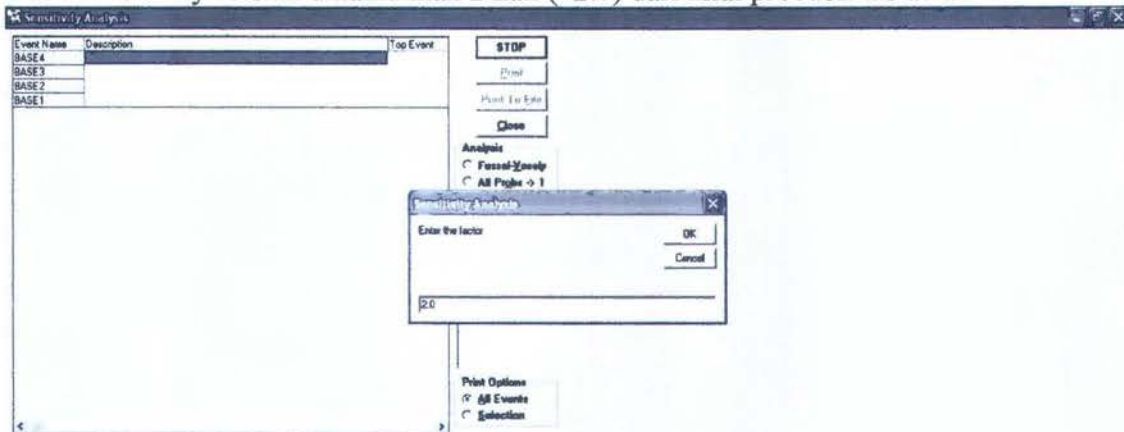 Sensitivity Analysis
Event Name Description Top Event
BASE4
BASE3
BASE2
BASE1
STOP
Print
Print To File
Close
Analysis
Fussel-Vesely
All Probs -> 1
Sensitivity Analysis
Enter the factor
OK
Cancel
2.0
Print Options
All Events
Selection